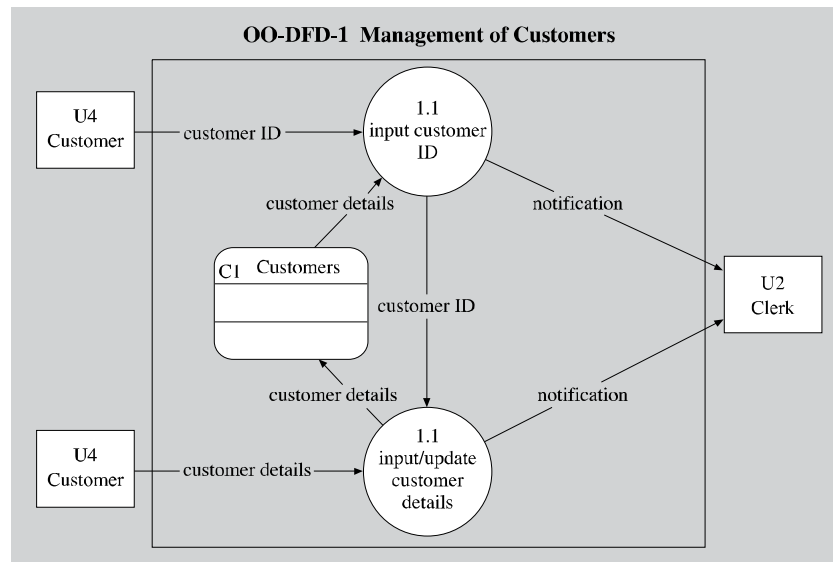 OO-DFD-1 Management of Customers
U4
Customer
customer ID
1.1
input customer
ID
customer details
notification
C1 Customers
customer ID
U2
Clerk
customer details
notification
U4
Customer
customer details
1.1
input/update
customer
details